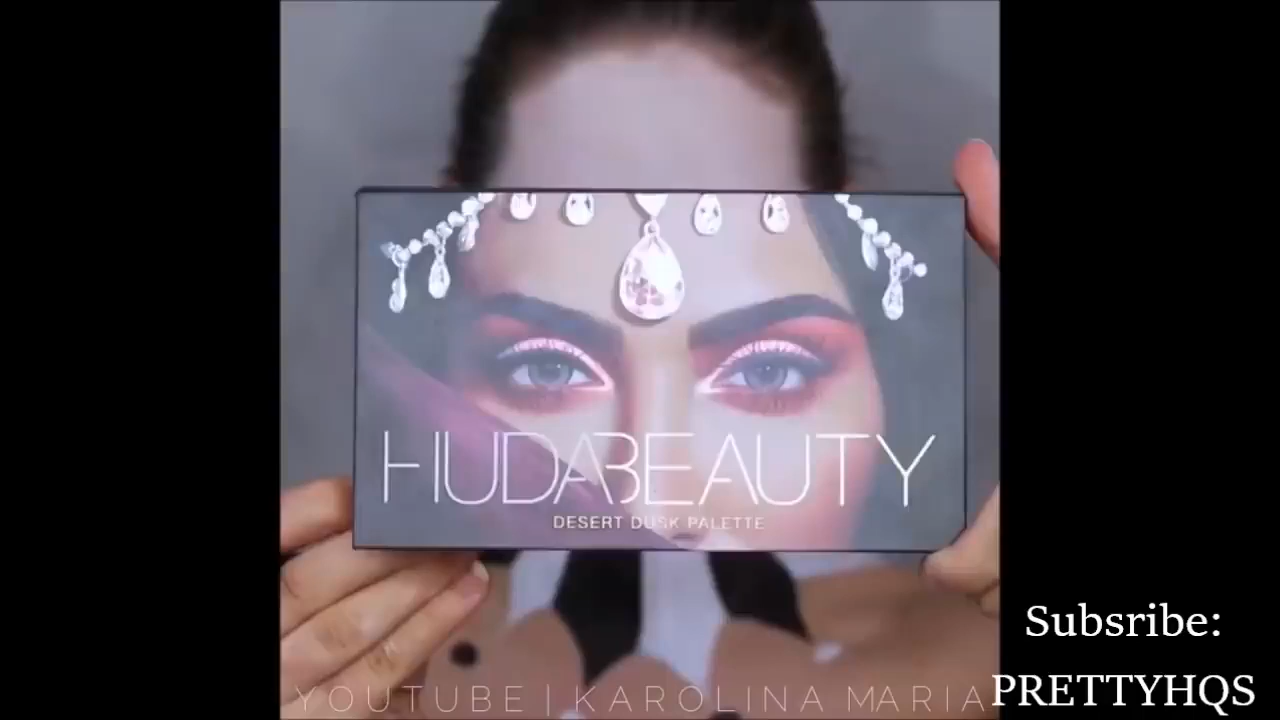 HUDABEAUTY
DESERT DUSK PALETTE
Subsribe:
PRETTYHQS
YOUTUBE | KAROLINA MARIA